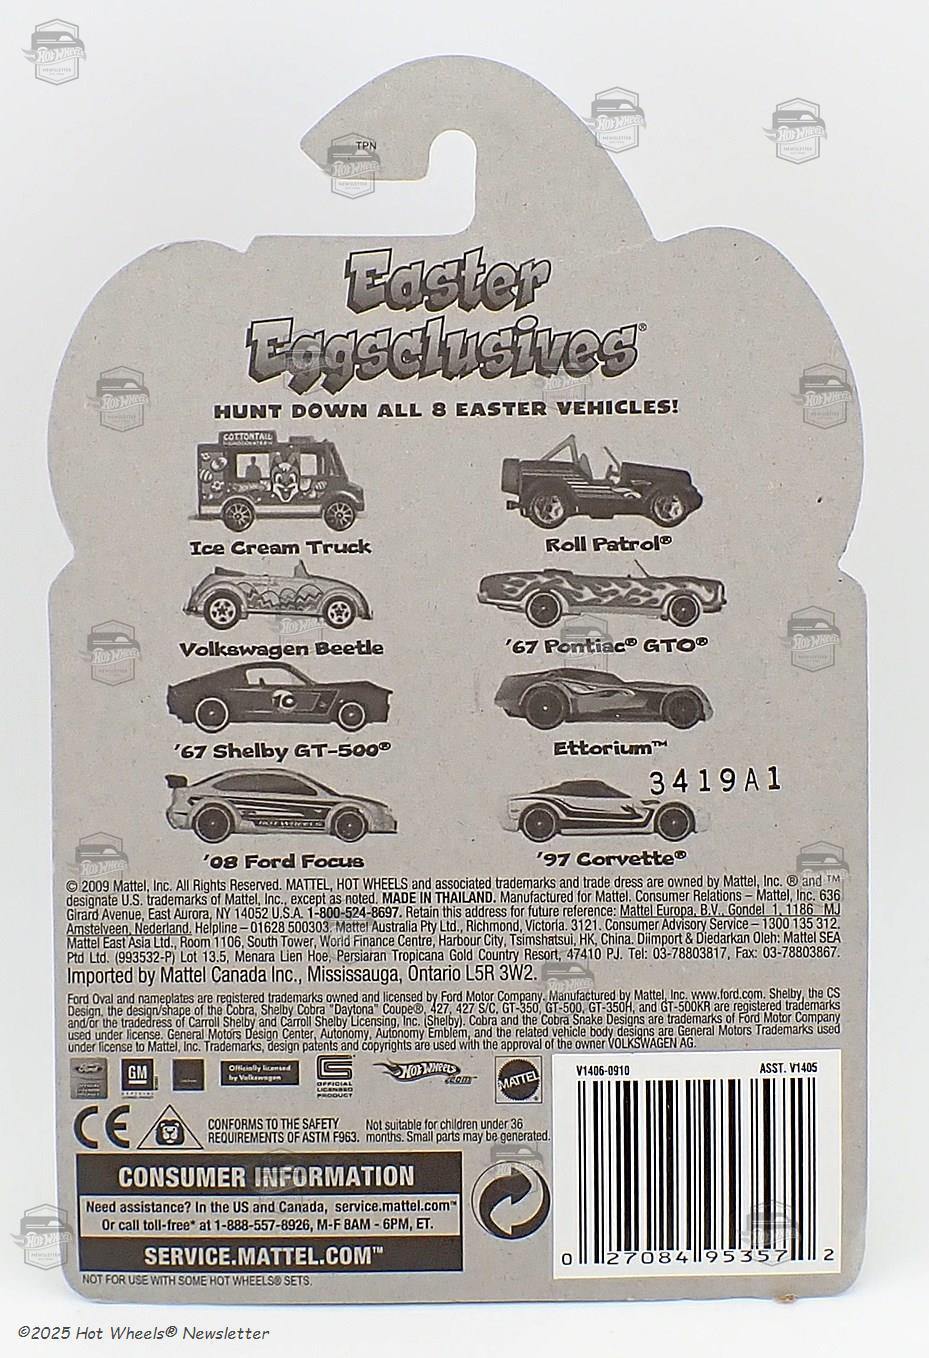 TPN
Easter
Eggsclusives®
HUNT DOWN ALL 8 EASTER VEHICLES!
COTTONTAIL
Ice Cream Truck
Roll Patrol®
Volkswagen Beetle
'67 Pontiac® GTO®
10
'67 Shelby GT-500®
Ettorium™
3419A1
HOT WHEELS
'08 Ford Focus
'97 Corvette®
© 2009 Mattel, Inc. All Rights Reserved. MATTEL, HOT WHEELS and associated trademarks and trade dress are owned by Mattel, Inc. ® and ™
designate U.S. trademarks of Mattel, Inc., except as noted. MADE IN THAILAND. Manufactured for Mattel. Consumer Relations – Mattel, Inc. 636
Girard Avenue, East Aurora, NY 14052 U.S.A. 1-800-524-8697. Retain this address for future reference: Mattel Europa, B.V., Gondel 1, 1186 MJ
Amstelveen, Nederland. Helpline – 01628 500303. Mattel Australia Pty Ltd., Richmond, Victoria. 3121. Consumer Advisory Service – 1300 135 312.
Mattel East Asia Ltd., Room 1106, South Tower, World Finance Centre, Harbour City, Tsimshatsui, HK, China. Diimport & Diedarkan Oleh: Mattel SEA
Ptd Ltd. (993532-P) Lot 13.5, Menara Lien Hoe, Persiaran Tropicana Gold Country Resort, 47410 PJ. Tel: 03-78803817, Fax: 03-78803867.
Imported by Mattel Canada Inc., Mississauga, Ontario L5R 3W2.
Ford Oval and nameplates are registered trademarks owned and licensed by Ford Motor Company. Manufactured by Mattel, Inc. www.ford.com. Shelby, the CS
Design, the design/shape of the Cobra, Shelby Cobra "Daytona" Coupe®, 427, 427 S/C, GT-350, GT-500, GT-350H, and GT-500KR are registered trademarks
and/or the tradedress of Carroll Shelby and Carroll Shelby Licensing, Inc. (Shelby). Cobra and the Cobra Snake Designs are trademarks of Ford Motor Company
used under license. General Motors Design Center, Autonomy, Autonomy Emblem, and the related vehicle body designs are General Motors Trademarks used
under license to Mattel, Inc. Trademarks, design patents and copyrights are used with the approval of the owner VOLKSWAGEN AG.
GM
Officially licensed
by Volkswagen
OFFICIAL
LICENSED
PRODUCT
Hot Wheels
.com
MATTEL
V1406-0910
ASST. V1405
CE
CONFORMS TO THE SAFETY
REQUIREMENTS OF ASTM F963.
Not suitable for children under 36
months. Small parts may be generated.
CONSUMER INFORMATION
Need assistance? In the US and Canada, service.mattel.com™
Or call toll-free* at 1-888-557-8926, M-F 8AM - 6PM, ET.
SERVICE.MATTEL.COM™
0 27084 95357 2
NOT FOR USE WITH SOME HOT WHEELS® SETS.
©2025 Hot Wheels® Newsletter